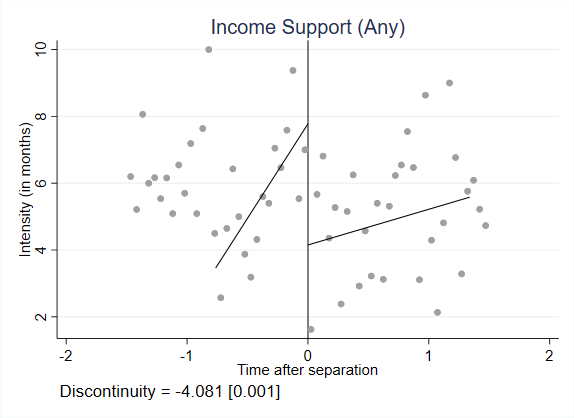 Income Support (Any)
Intensity (in months)
10
8
6
4
2
-2 -1 0 1 2
Time after separation
Discontinuity = -4.081 [0.001]